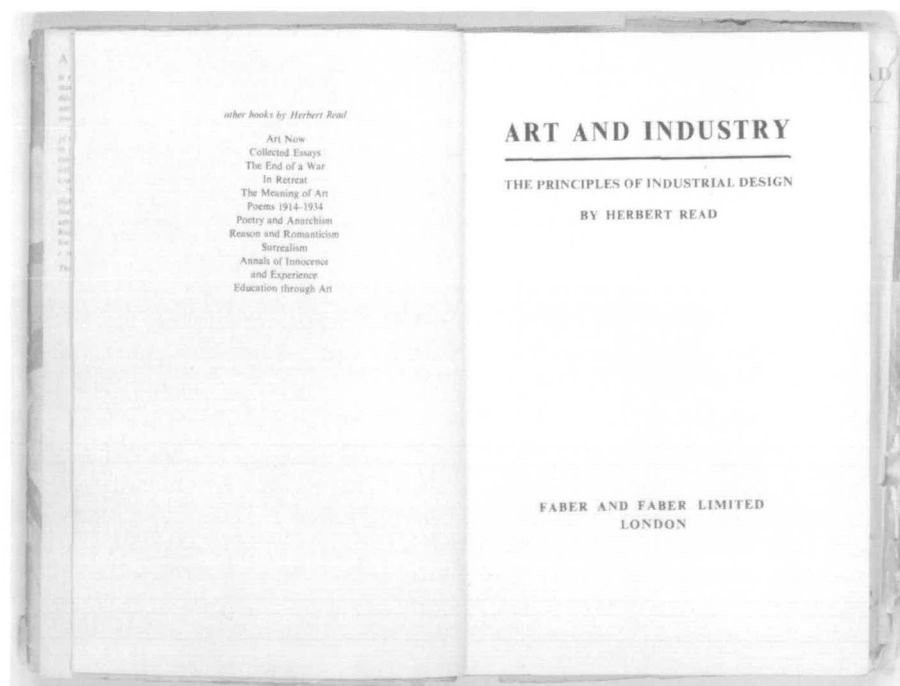 other books by Herbert Read
Art Now
Collected Essays
The End of a War
In Retreat
The Meaning of Art
Poems 1914-1934
Poetry and Anarchism
Reason and Romanticism
Surrealism
Annals of Innocence
and Experience
Education through Art
ART AND INDUSTRY
THE PRINCIPLES OF INDUSTRIAL DESIGN
BY HERBERT READ
FABER AND FABER LIMITED
LONDON